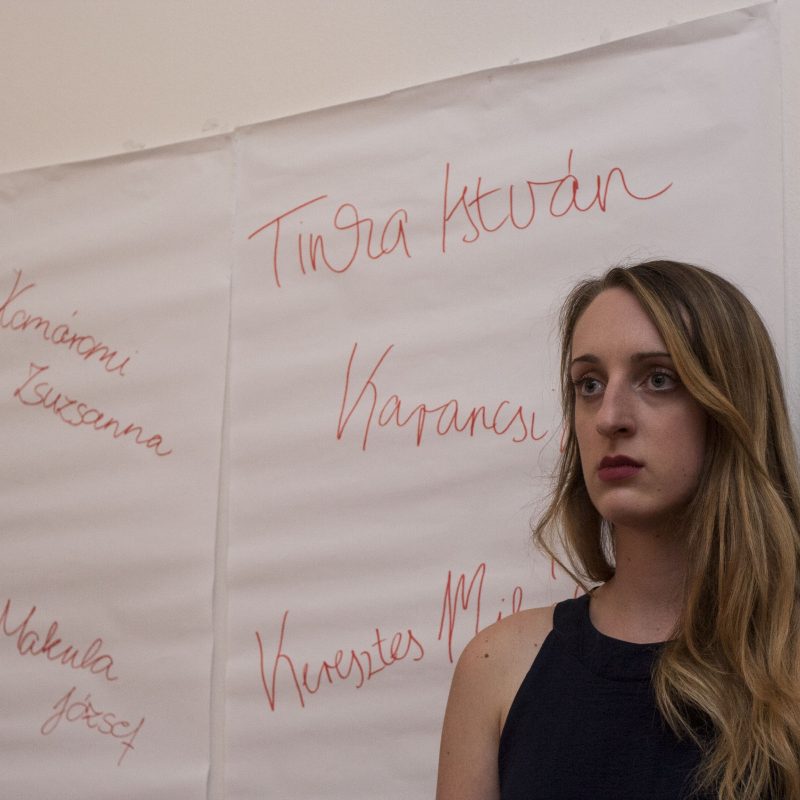 Komáromi
Zsuzsanna
Makula
József
Tinra István
Karancsi
Keresztes